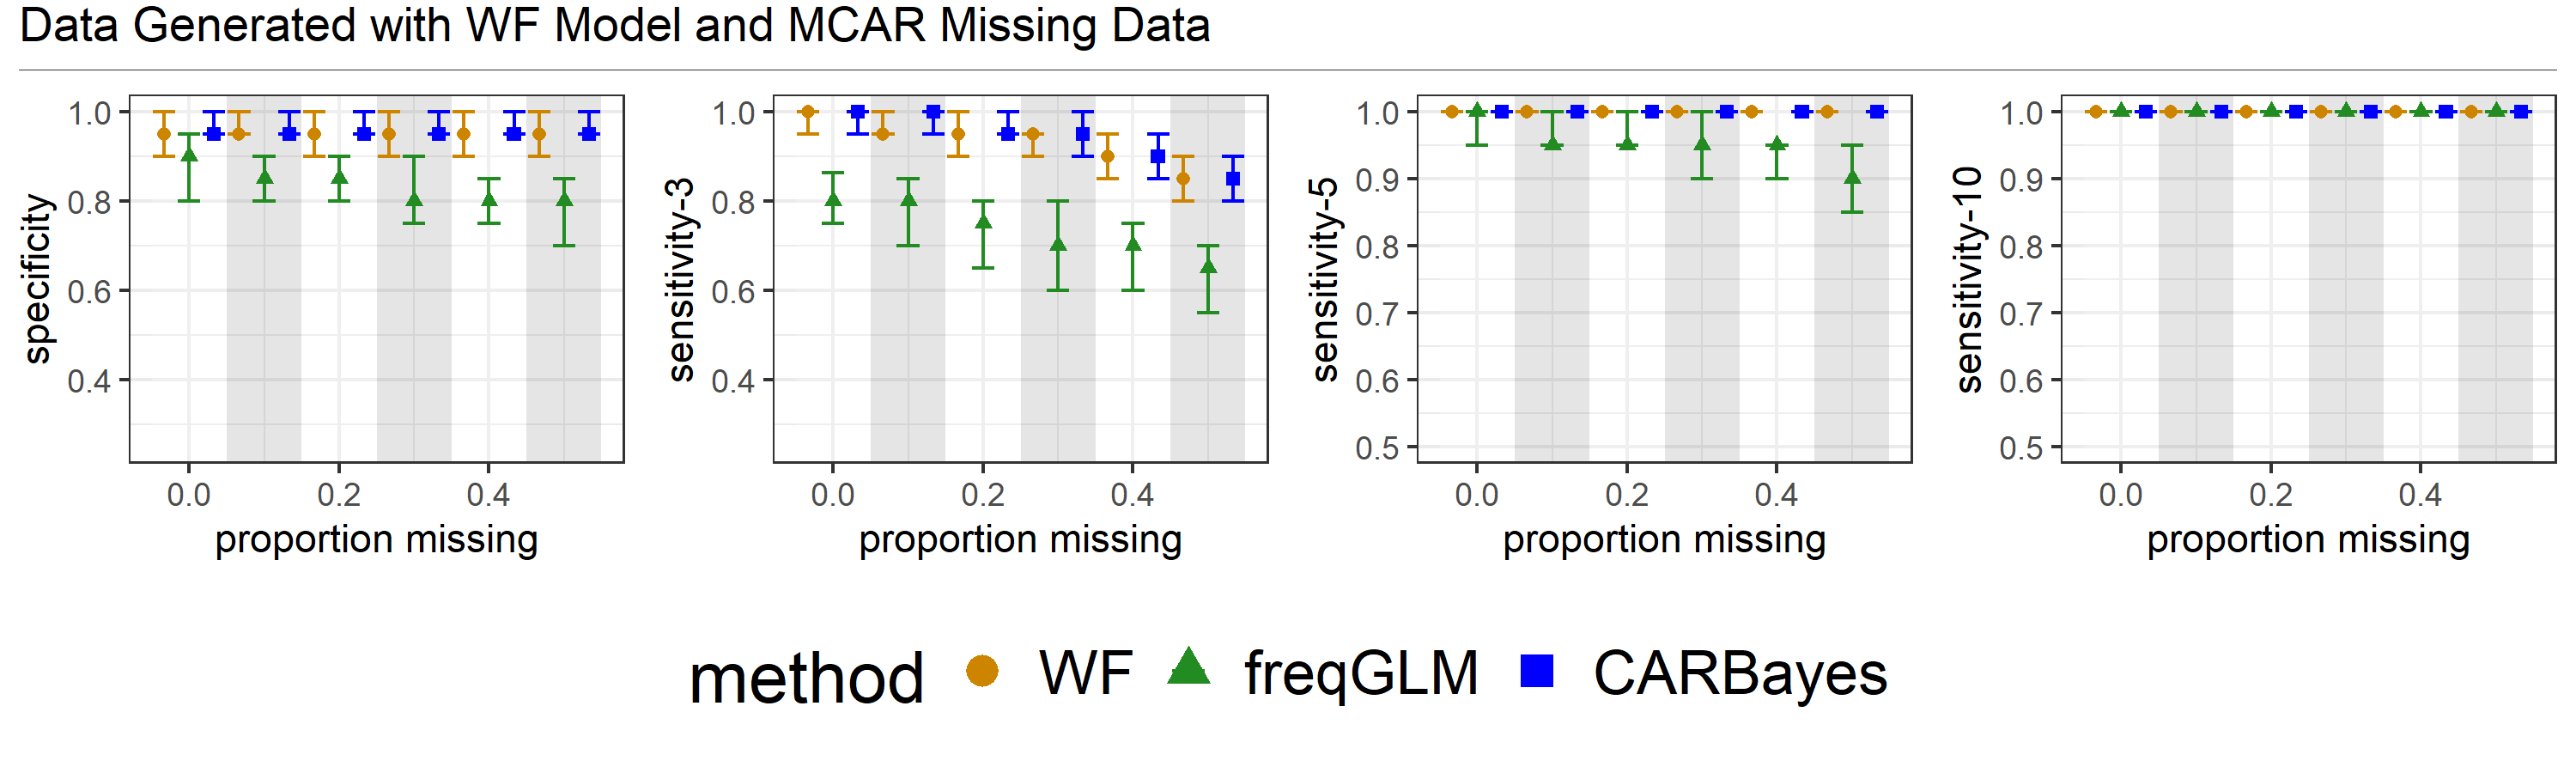 Data Generated with WF Model and MCAR Missing Data
specificity
1.0
0.8
0.6
0.4
0.0 0.2 0.4
proportion missing
sensitivity-3
1.0
0.8
0.6
0.4
0.0 0.2 0.4
proportion missing
sensitivity-5
1.0
0.9
0.8
0.7
0.6
0.5
0.0 0.2 0.4
proportion missing
sensitivity-10
1.0
0.9
0.8
0.7
0.6
0.5
0.0 0.2 0.4
proportion missing
method WF freqGLM CARBayes